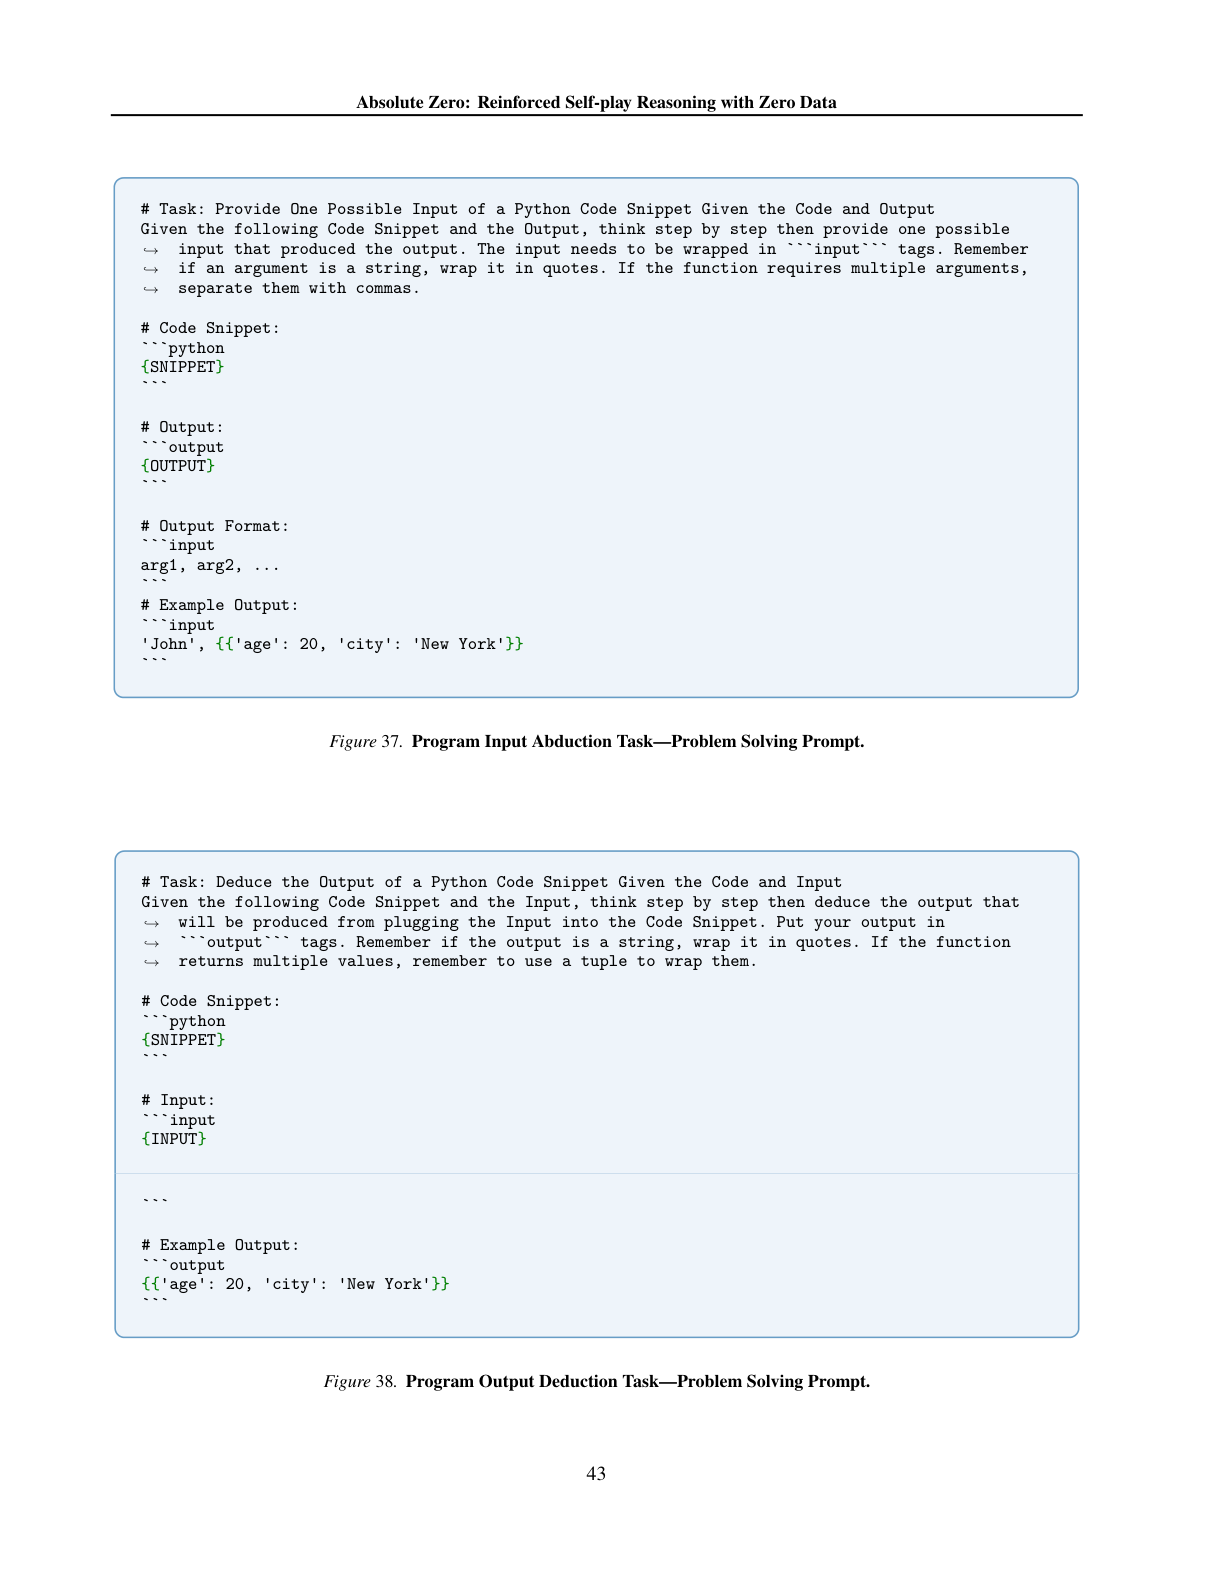 Absolute Zero: Reinforced Self-play Reasoning with Zero Data
# Task: Provide One Possible Input of a Python Code Snippet Given the Code and Output
Given the following Code Snippet and the Output, think step by step then provide one possible
↪ input that produced the output. The input needs to be wrapped in ```input``` tags. Remember
↪ if an argument is a string, wrap it in quotes. If the function requires multiple arguments,
↪ separate them with commas.
# Code Snippet:
```python
{SNIPPET}
```
# Output:
```output
{OUTPUT}
```
# Output Format:
```input
arg1, arg2, ...
```
# Example Output:
```input
'John', {{'age': 20, 'city': 'New York'}}
```
Figure 37. Program Input Abduction Task—Problem Solving Prompt.
# Task: Deduce the Output of a Python Code Snippet Given the Code and Input
Given the following Code Snippet and the Input, think step by step then deduce the output that
↪ will be produced from plugging the Input into the Code Snippet. Put your output in
↪ ```output``` tags. Remember if the output is a string, wrap it in quotes. If the function
↪ returns multiple values, remember to use a tuple to wrap them.
# Code Snippet:
```python
{SNIPPET}
```
# Input:
```input
{INPUT}
```
# Example Output:
```output
{{'age': 20, 'city': 'New York'}}
```
Figure 38. Program Output Deduction Task—Problem Solving Prompt.
43